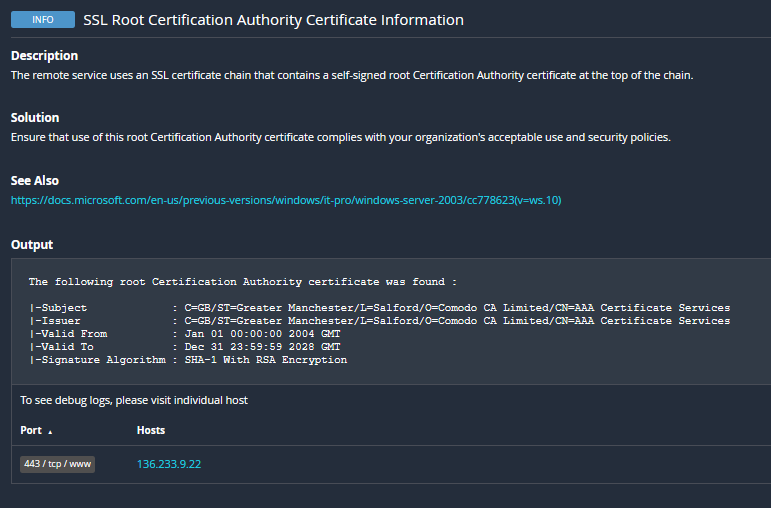 INFO SSL Root Certification Authority Certificate Information
Description
The remote service uses an SSL certificate chain that contains a self-signed root Certification Authority certificate at the top of the chain.
Solution
Ensure that use of this root Certification Authority certificate complies with your organization's acceptable use and security policies.
See Also
https://docs.microsoft.com/en-us/previous-versions/windows/it-pro/windows-server-2003/cc778623(v=ws.10)
Output
The following root Certification Authority certificate was found :
|-Subject : C=GB/ST=Greater Manchester/L=Salford/O=Comodo CA Limited/CN=AAA Certificate Services
|-Issuer : C=GB/ST=Greater Manchester/L=Salford/O=Comodo CA Limited/CN=AAA Certificate Services
|-Valid From : Jan 01 00:00:00 2004 GMT
|-Valid To : Dec 31 23:59:59 2028 GMT
|-Signature Algorithm : SHA-1 With RSA Encryption
To see debug logs, please visit individual host
Port ▲ Hosts
443 / tcp / www 136.233.9.22